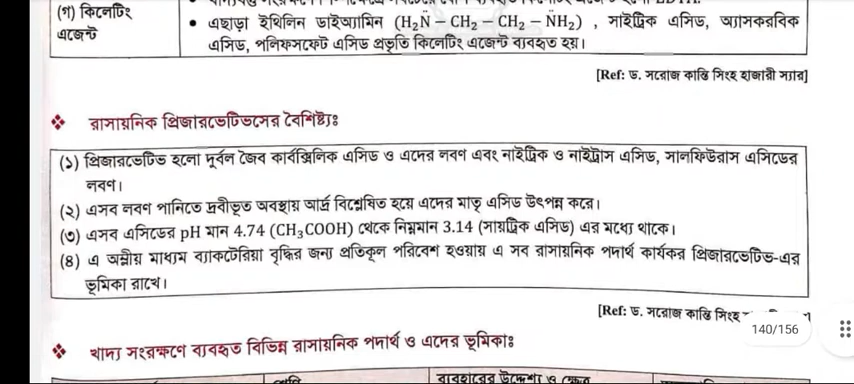 (গ) কিলেটিং
এজেন্ট
• এছাড়া ইথিলিন ডাইঅ্যামিন (H₂N̈ – CH₂ – CH₂ – N̈H₂) , সাইট্রিক এসিড, অ্যাসকরবিক
এসিড, পলিফসফেট এসিড প্রভৃতি কিলেটিং এজেন্ট ব্যবহৃত হয়।
[Ref: ড. সরোজ কান্তি সিংহ হাজারী স্যার]
❖ রাসায়নিক প্রিজারভেটিভসের বৈশিষ্ট্যঃ
(১) প্রিজারভেটিভ হলো দুর্বল জৈব কার্বক্সিলিক এসিড ও এদের লবণ এবং নাইট্রিক ও নাইট্রাস এসিড, সালফিউরাস এসিডের
লবণ।
(২) এসব লবণ পানিতে দ্রবীভূত অবস্থায় আর্দ্র বিশ্লেষিত হয়ে এদের মাতৃ এসিড উৎপন্ন করে।
(৩) এসব এসিডের pH মান 4.74 (CH₃COOH) থেকে নিম্নমান 3.14 (সাইট্রিক এসিড) এর মধ্যে থাকে।
(৪) এ অম্লীয় মাধ্যম ব্যাকটেরিয়া বৃদ্ধির জন্য প্রতিকূল পরিবেশ হওয়ায় এ সব রাসায়নিক পদার্থ কার্যকর প্রিজারভেটিভ-এর
ভূমিকা রাখে।
[Ref: ড. সরোজ কান্তি সিংহ
140/156
❖ খাদ্য সংরক্ষণে ব্যবহৃত বিভিন্ন রাসায়নিক পদার্থ ও এদের ভূমিকাঃ